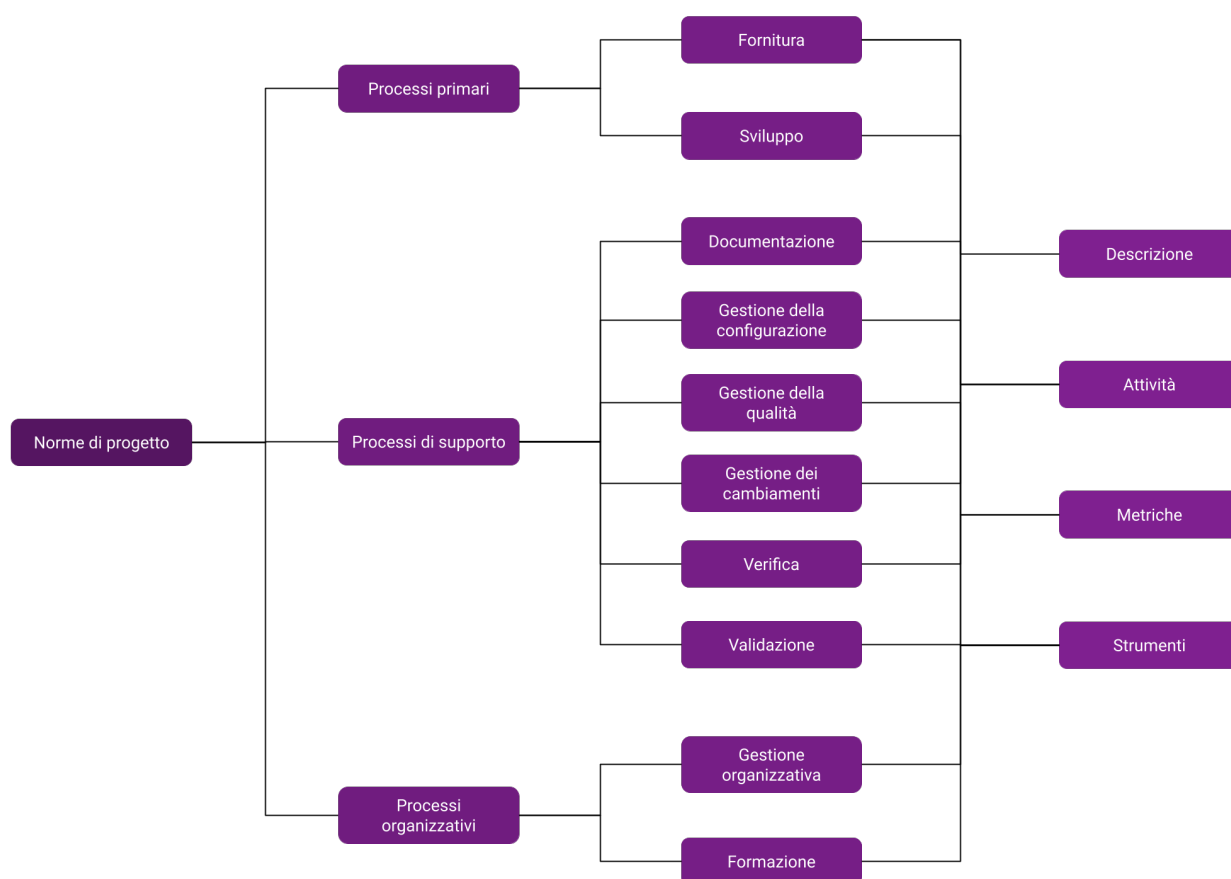 Norme di progetto
Processi primari
Processi di supporto
Processi
organizzativi
Fornitura
Sviluppo
Documentazione
Gestione della
configurazione
Gestione della
qualità
Gestione dei
cambiamenti
Verifica
Validazione
Gestione
organizzativa
Formazione
Descrizione
Attività
Metriche
Strumenti